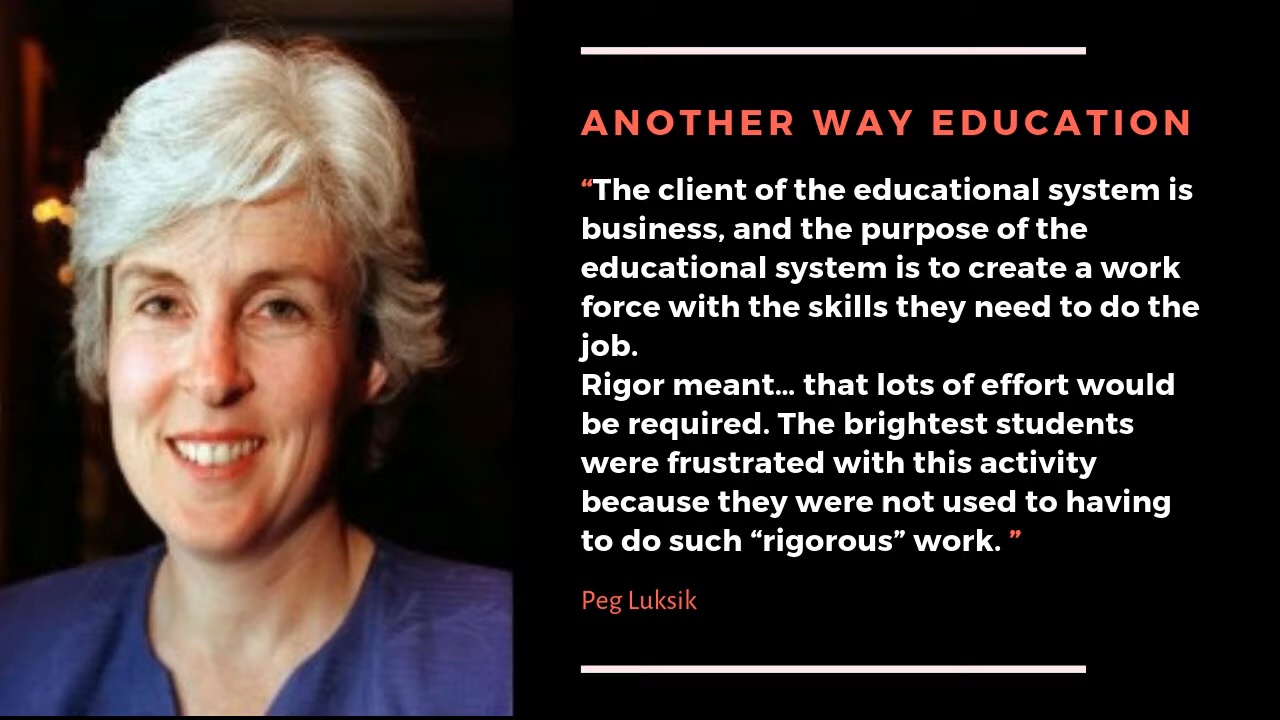 ANOTHER WAY EDUCATION
“The client of the educational system is
business, and the purpose of the
educational system is to create a work
force with the skills they need to do the
job.
Rigor meant... that lots of effort would
be required. The brightest students
were frustrated with this activity
because they were not used to having
to do such “rigorous” work. ”
Peg Luksik